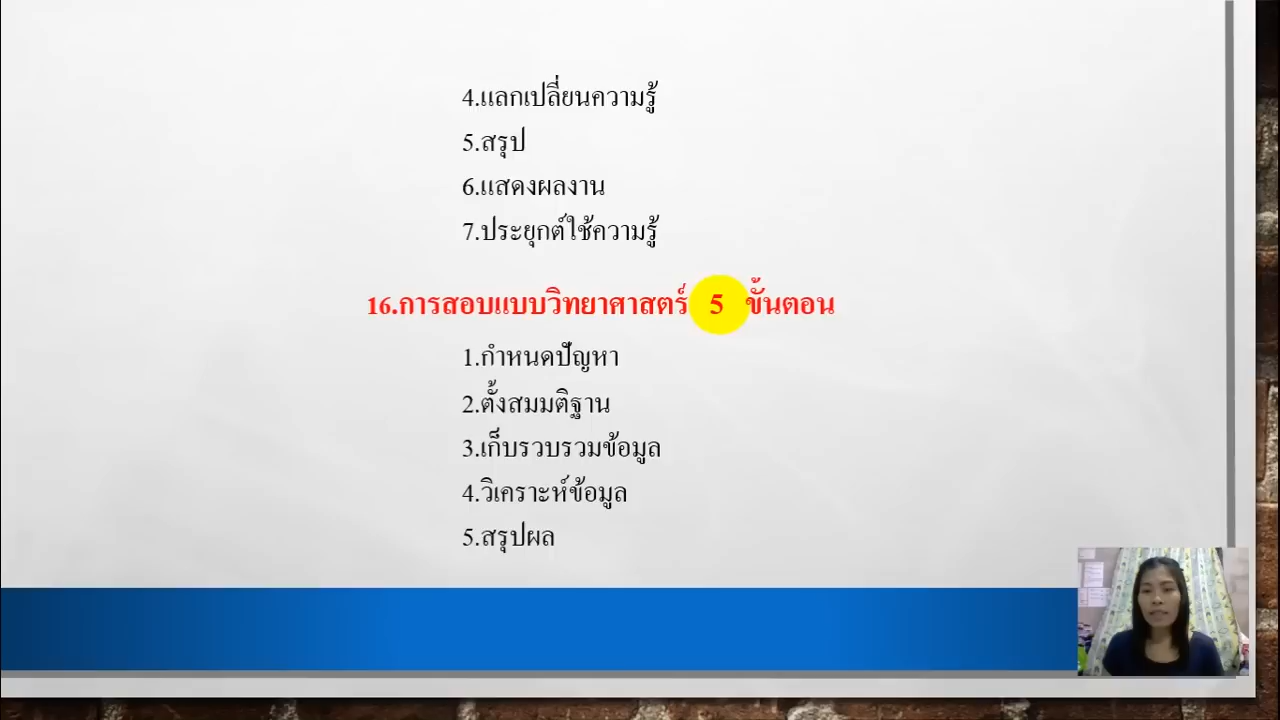 4.แลกเปลี่ยนความรู้
5.สรุป
6.แสดงผลงาน
7.ประยุกต์ใช้ความรู้
16.การสอบแบบวิทยาศาสตร์ 5 ขั้นตอน
1.กำหนดปัญหา
2.ตั้งสมมติฐาน
3.เก็บรวบรวมข้อมูล
4.วิเคราะห์ข้อมูล
5.สรุปผล